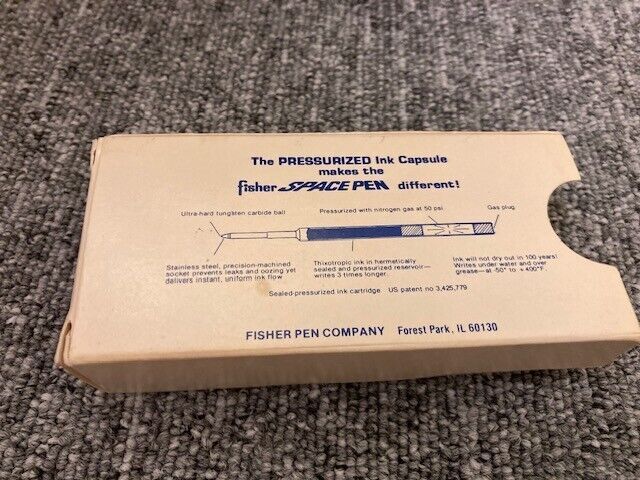 The PRESSURIZED Ink Capsule
makes the
fisher SPACE PEN different!
Ultra-hard tungsten carbide ball
Pressurized with nitrogen gas at 50 psi
Gas plug
Stainless steel, precision-machined
socket prevents leaks and oozing yet
delivers instant, uniform ink flow
Thixotropic ink in hermetically
sealed and pressurized reservoir—
writes 3 times longer.
Ink will not dry out in 100 years!
Writes under water and over
grease—at -50° to +400°F.
Sealed-pressurized ink cartridge US patent no 3,425,779
FISHER PEN COMPANY Forest Park, IL 60130